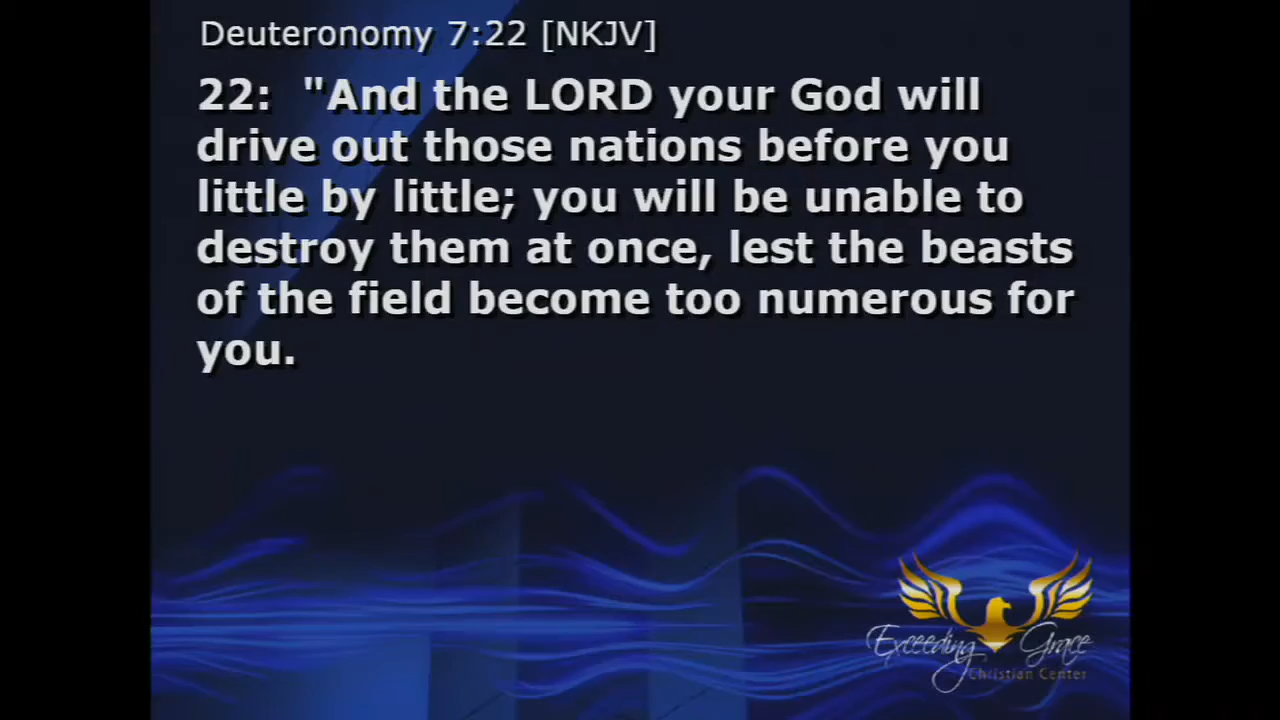 Deuteronomy 7:22 [NKJV]
22: "And the LORD your God will
drive out those nations before you
little by little; you will be unable to
destroy them at once, lest the beasts
of the field become too numerous for
you.
Exceeding Grace
Christian Center